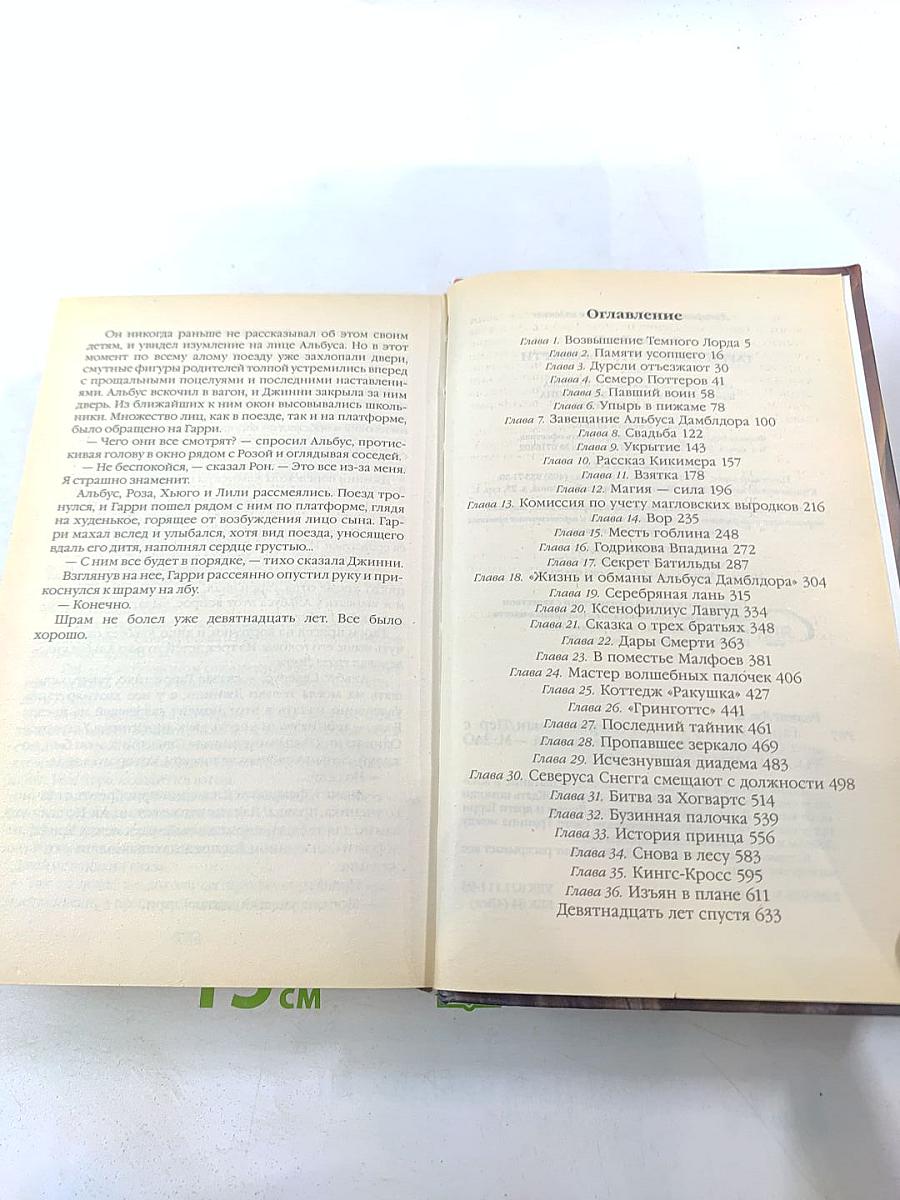 Он никогда раньше не рассказывал об этом своим
детям, и увидел изумление на лице Альбуса. Но в этот
момент по всему алому поезду уже захлопали двери,
смутные фигуры родителей толпой устремились вперед
с прощальными поцелуями и последними наставлени-
ями. Альбус вскочил в вагон, и Джинни закрыла за ним
дверь. Из ближайших к ним окон высовывались школь-
ники. Множество лиц, как в поезде, так и на платформе,
было обращено на Гарри.
— Чего они все смотрят? — спросил Альбус, протис-
кивая голову в окно рядом с Розой и оглядывая соседей.
— Не беспокойся, — сказал Рон. — Это все из-за меня.
Я страшно знаменит.
Альбус, Роза, Хьюго и Лили рассмеялись. Поезд тро-
нулся, и Гарри пошел рядом с ним по платформе, глядя
на худенькое, горящее от возбуждения лицо сына. Гар-
ри махал вслед и улыбался, хотя вид поезда, уносящего
вдаль его дитя, наполнял сердце грустью...
— С ним все будет в порядке, — тихо сказала Джинни.
Взглянув на нее, Гарри рассеянно опустил руку и при-
коснулся к шраму на лбу.
— Конечно.
Шрам не болел уже девятнадцать лет. Все было
хорошо.
Оглавление
Глава 1. Возвышение Темного Лорда 5
Глава 2. Памяти усопшего 16
Глава 3. Дурсли отъезжают 30
Глава 4. Семеро Поттеров 41
Глава 5. Павший воин 58
Глава 6. Упырь в пижаме 78
Глава 7. Завещание Альбуса Дамблдора 100
Глава 8. Свадьба 122
Глава 9. Укрытие 143
Глава 10. Рассказ Кикимера 157
Глава 11. Взятка 178
Глава 12. Магия — сила 196
Глава 13. Комиссия по учету магловских выродков 216
Глава 14. Вор 235
Глава 15. Месть гоблина 248
Глава 16. Годрикова Впадина 272
Глава 17. Секрет Батильды 287
Глава 18. «Жизнь и обманы Альбуса Дамблдора» 304
Глава 19. Серебряная лань 315
Глава 20. Ксенофилиус Лавгуд 334
Глава 21. Сказка о трех братьях 348
Глава 22. Дары Смерти 363
Глава 23. В поместье Малфоев 381
Глава 24. Мастер волшебных палочек 406
Глава 25. Коттедж «Ракушка» 427
Глава 26. «Гринготтс» 441
Глава 27. Последний тайник 461
Глава 28. Пропавшее зеркало 469
Глава 29. Исчезнувшая диадема 483
Глава 30. Северуса Снегга смещают с должности 498
Глава 31. Битва за Хогвартс 514
Глава 32. Бузинная палочка 539
Глава 33. История принца 556
Глава 34. Снова в лесу 583
Глава 35. Кингс-Кросс 595
Глава 36. Изъян в плане 611
Девятнадцать лет спустя 633
15 см